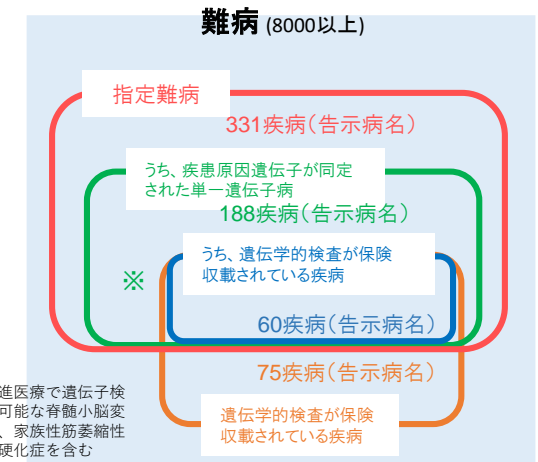 難病 (8000以上)
指定難病
331疾病(告示病名)
うち、疾患原因遺伝子が同定
された単一遺伝子病
188疾病(告示病名)
うち、遺伝学的検査が保険
収載されている疾病
※
60疾病(告示病名)
75疾病(告示病名)
進医療で遺伝子検
可能な脊髄小脳変
、家族性筋萎縮性
硬化症を含む
遺伝学的検査が保険
収載されている疾病